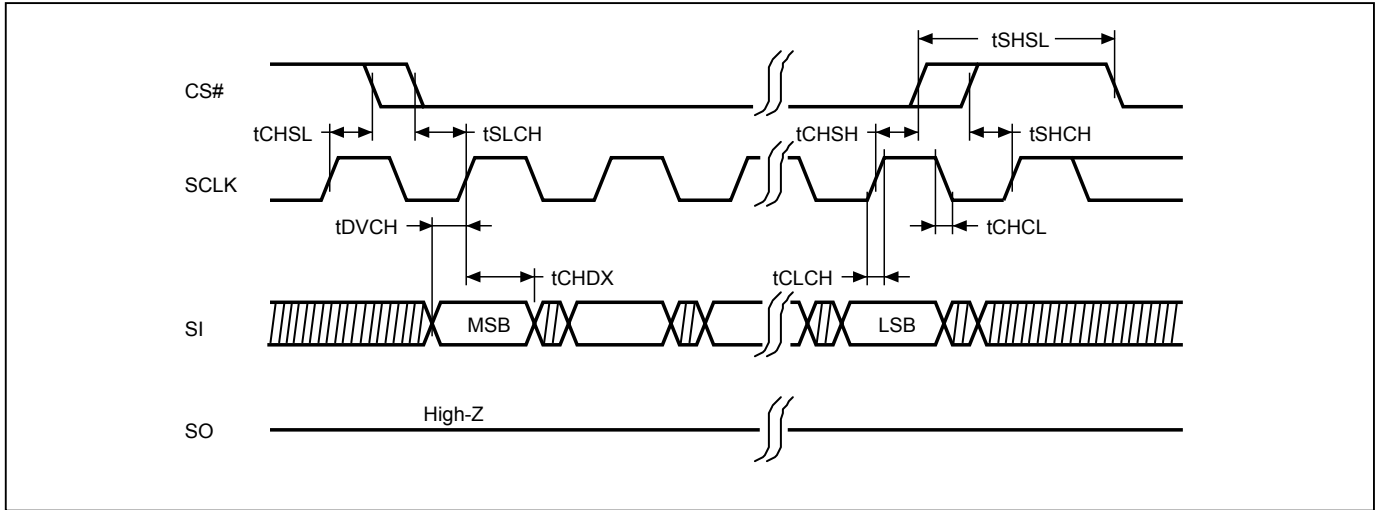 tSHSL
CS#
tCHSL
tSLCH
tCHSH
tSHCH
SCLK
tDVCH
tCHCL
tCHDX
tCLCH
SI
MSB
LSB
High-Z
SO